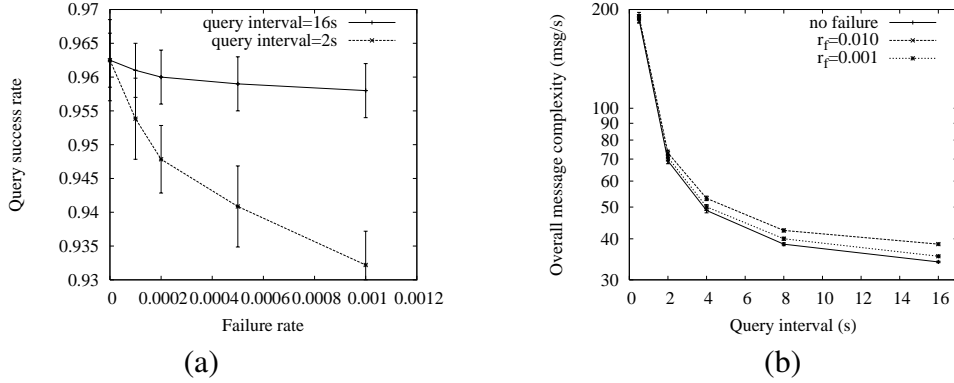 0.97
0.965
0.96
0.955
0.95
0.945
0.94
0.935
0.93
Query success rate
query interval=16s
query interval=2s
0 0.0002 0.0004 0.0006 0.0008 0.001 0.0012
Failure rate
(a)
200
100
90
80
70
60
50
40
30
Overall message complexity (msg/s)
no failure
r_f=0.010
r_f=0.001
0 2 4 6 8 10 12 14 16
Query interval (s)
(b)